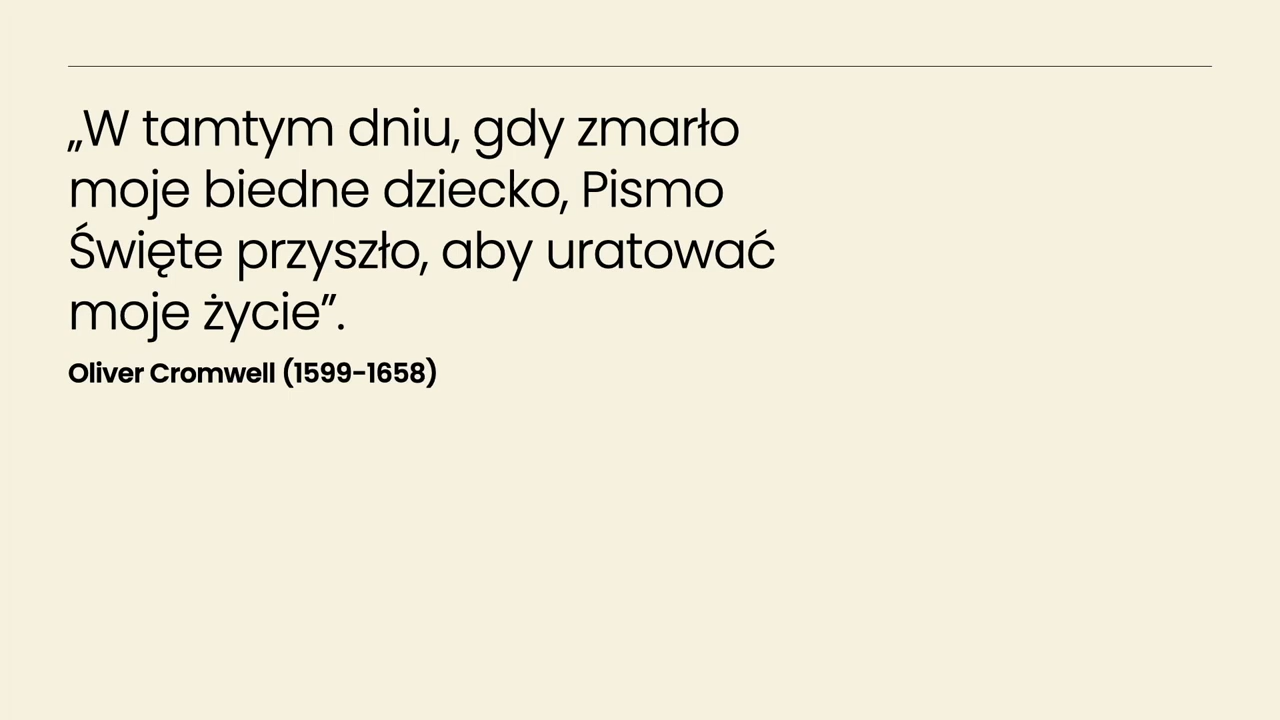 „W tamtym dniu, gdy zmarło
moje biedne dziecko, Pismo
Święte przyszło, aby uratować
moje życie”.
Oliver Cromwell (1599-1658)